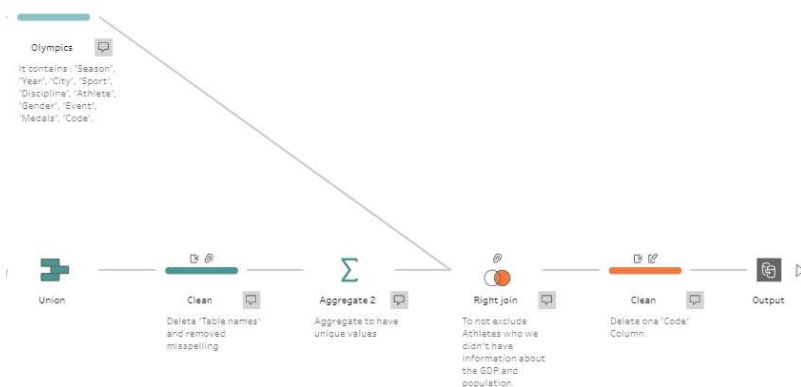 Olympics
It contains : 'Season',
'Year', 'City', 'Sport',
'Discipline', 'Athlete',
'Gender', 'Event',
'Medals', 'Code'.
Union
Clean
Delete 'Table names'
and removed
misspelling
Aggregate 2
Aggregate to have
unique values
Right join
To not exclude
Athletes who we
didn't have
information about
the GDP and
population.
Clean
Delete one 'Code'
Column.
Output